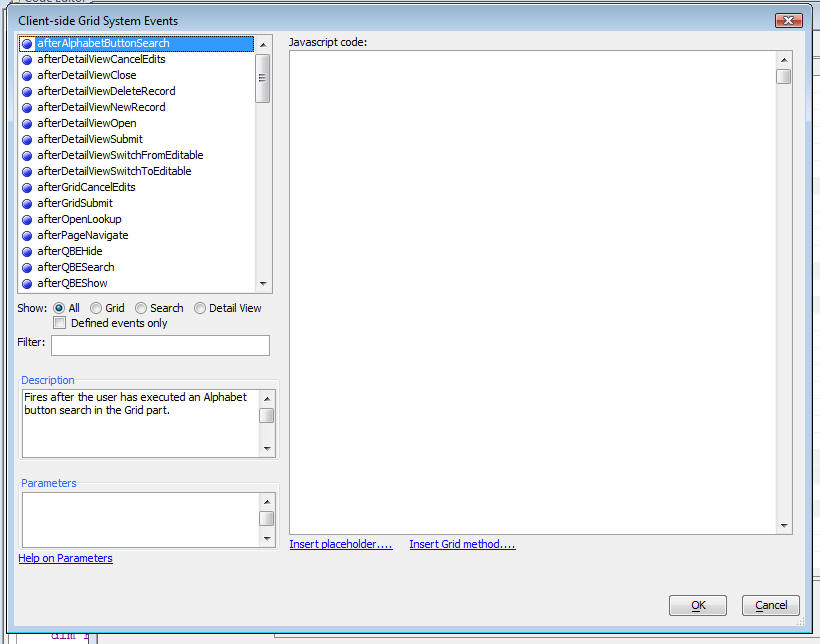 Client-side Grid System Events
afterAlphabetButtonSearch
afterDetailViewCancelEdits
afterDetailViewClose
afterDetailViewDeleteRecord
afterDetailViewNewRecord
afterDetailViewOpen
afterDetailViewSubmit
afterDetailViewSwitchFromEditable
afterDetailViewSwitchToEditable
afterGridCancelEdits
afterGridSubmit
afterOpenLookup
afterPageNavigate
afterQBEHide
afterQBESearch
afterQBEShow
Show: All Grid Search Detail View
Defined events only
Filter:
Description
Fires after the user has executed an Alphabet
button search in the Grid part.
Parameters
Help on Parameters
Javascript code:
Insert placeholder....
Insert Grid method....
OK
Cancel
dim